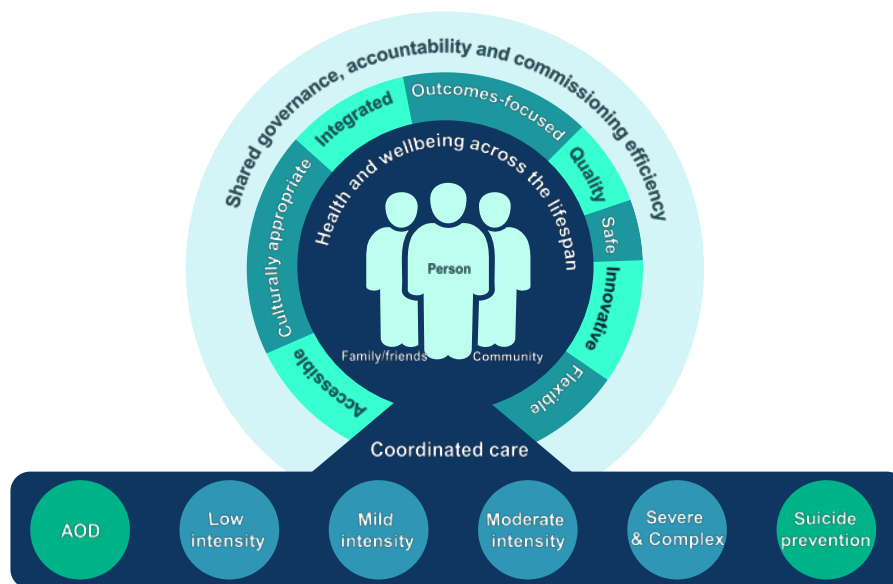 Shared governance, accountability and commissioning efficiency
Accessible
Culturally appropriate
Integrated
Outcomes-focused
Quality
Safe
Innovative
Flexible
Health and wellbeing across the lifespan
Person
Family/friends
Community
Coordinated care
AOD
Low
intensity
Mild
intensity
Moderate
intensity
Severe
& Complex
Suicide
prevention